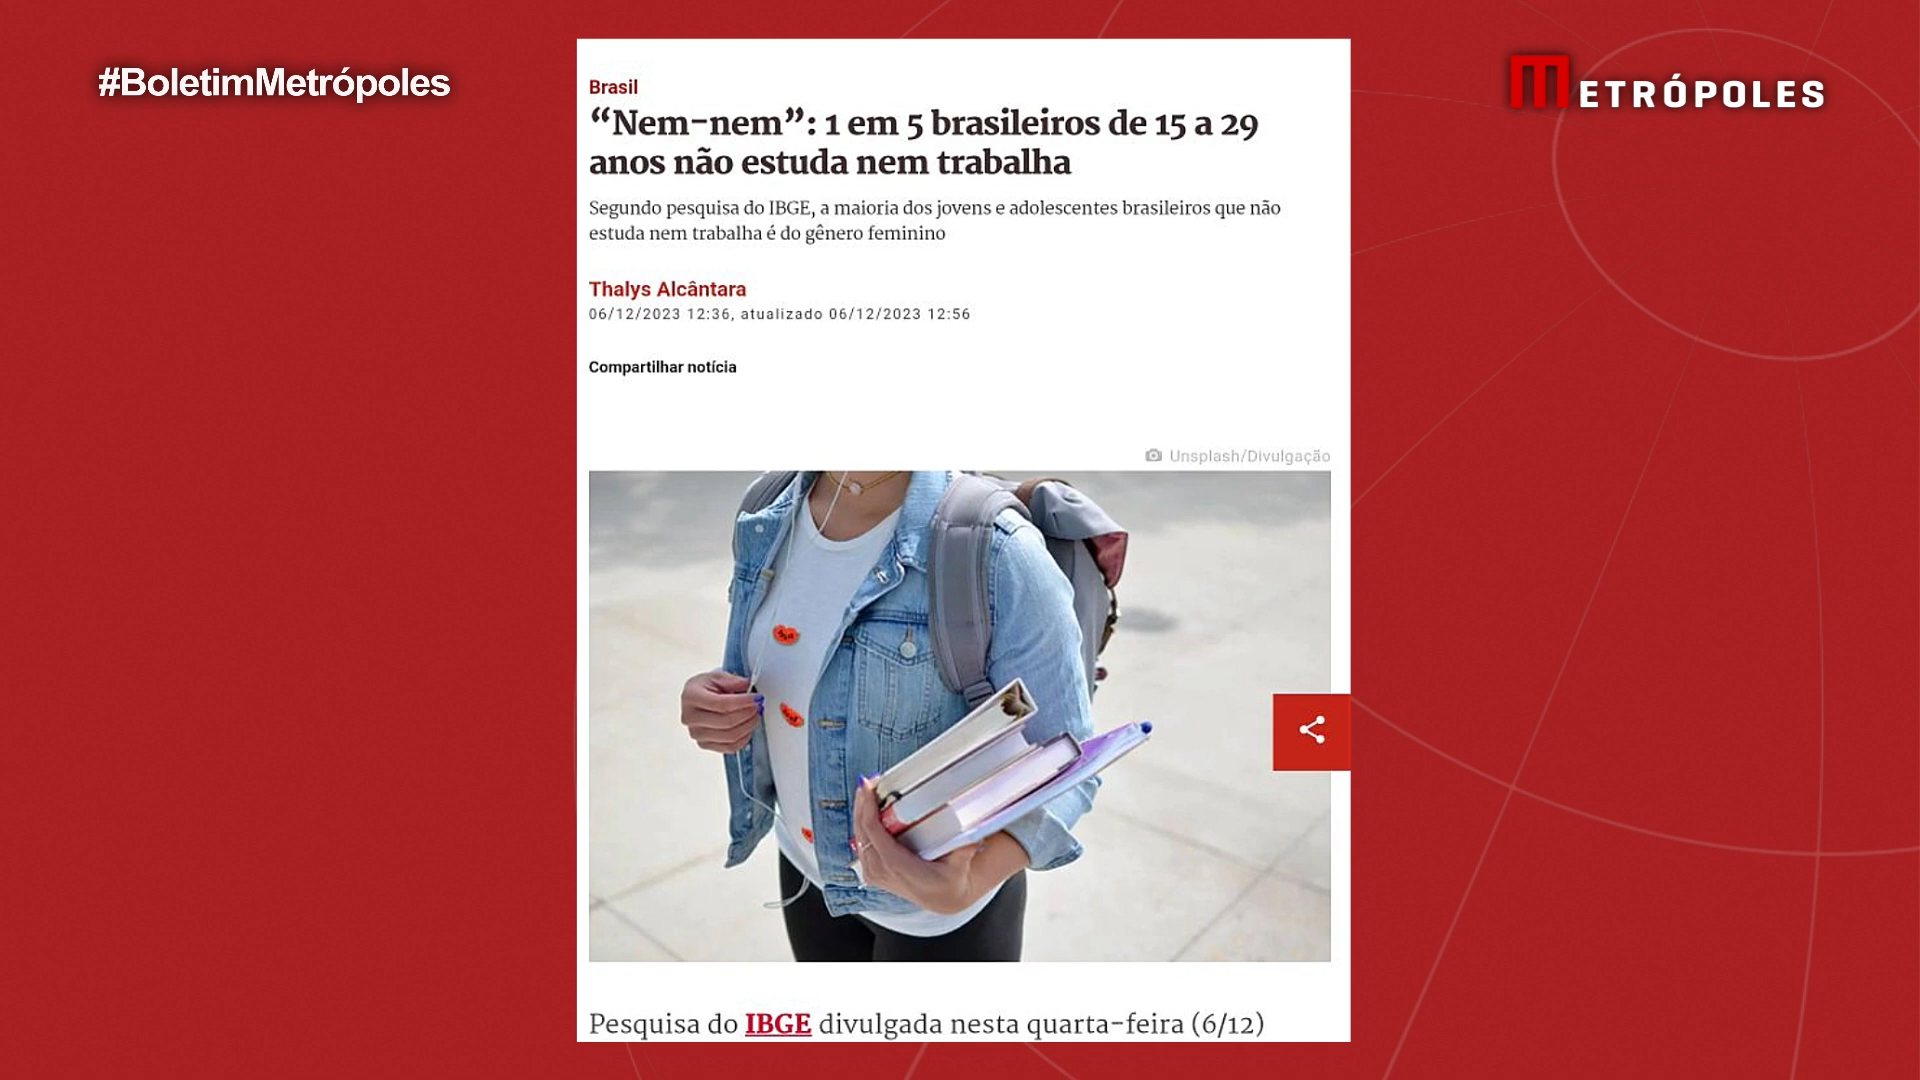 #BoletimMetrópoles
METRÓPOLES
Brasil
“Nem-nem”: 1 em 5 brasileiros de 15 a 29
anos não estuda nem trabalha
Segundo pesquisa do IBGE, a maioria dos jovens e adolescentes brasileiros que não
estuda nem trabalha é do gênero feminino
Thalys Alcântara
06/12/2023 12:36, atualizado 06/12/2023 12:56
Compartilhar notícia
Unsplash/Divulgação
Pesquisa do IBGE divulgada nesta quarta-feira (6/12)